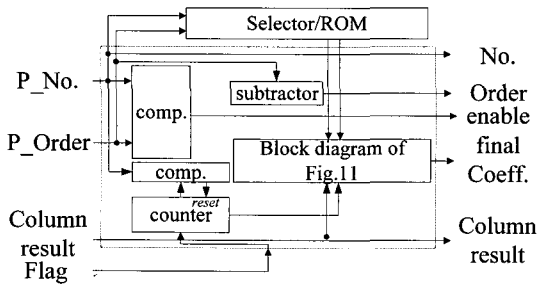 Selector/ROM
No.
P_No.
subtractor
Order
comp.
enable
P_Order
Block diagram of
Fig.11
final
Coeff.
comp.
reset
counter
Column
result
Column
result
Flag